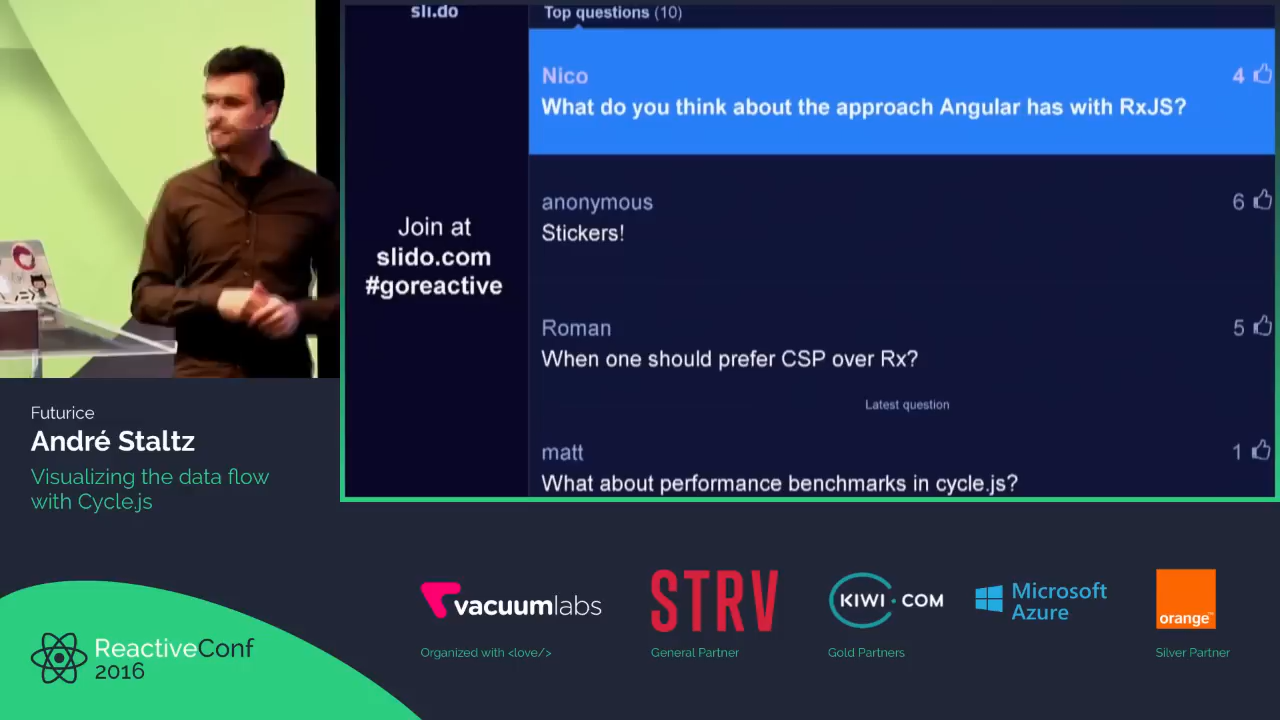 sli.do
Top questions (10)
Nico
4
What do you think about the approach Angular has with RxJS?
anonymous
6
Stickers!
Join at
slido.com
#goreactive
Roman
5
When one should prefer CSP over Rx?
Latest question
matt
1
What about performance benchmarks in cycle.js?
Futurice
André Staltz
Visualizing the data flow
with Cycle.js
ReactiveConf
2016
vacuumlabs
Organized with <love/>
STRV
General Partner
KIWI.COM
Gold Partners
Microsoft
Azure
orange™
Silver Partner